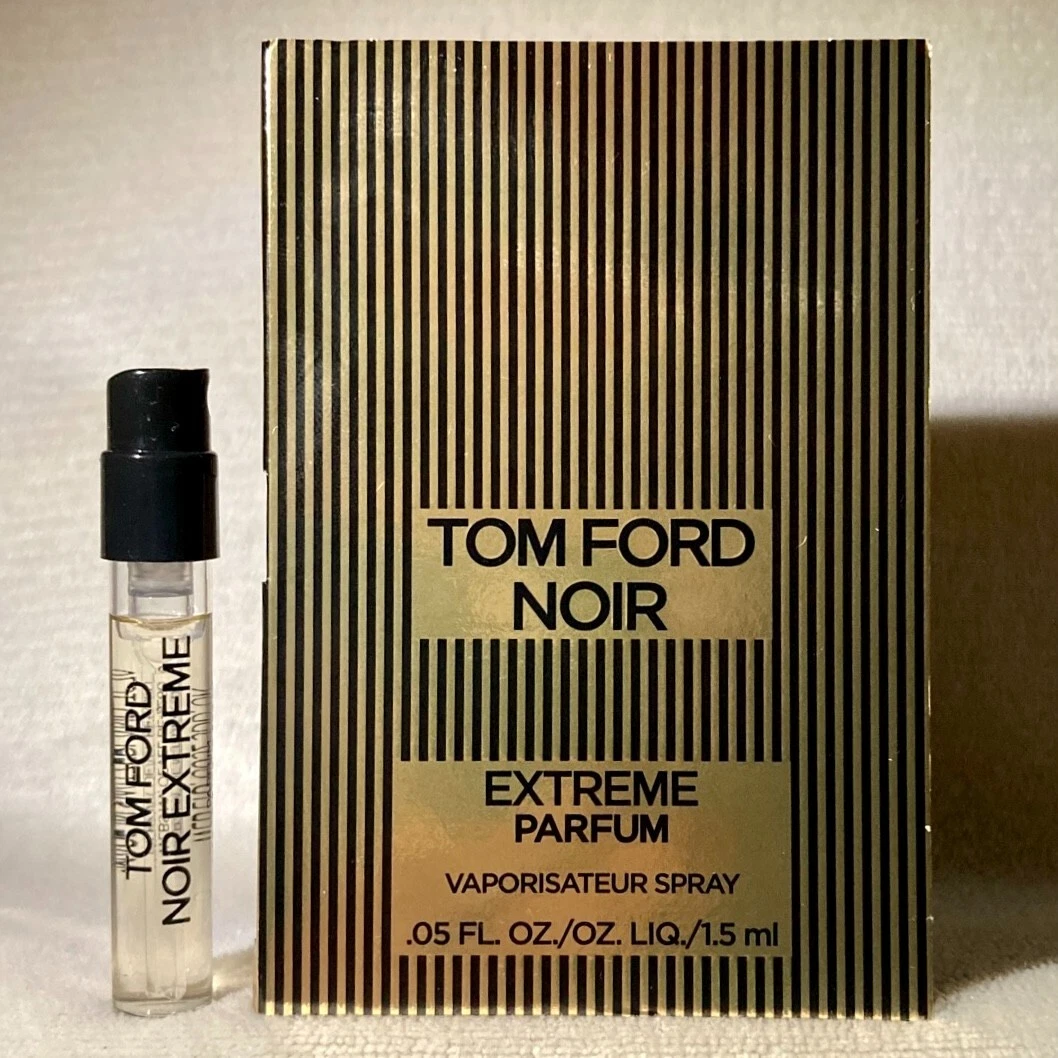 TOM FORD
NOIR
EXTREME
PARFUM
VAPORISATEUR SPRAY
.05 FL. OZ./OZ. LIQ./1.5 ml
TOM FORD
NOIR EXTREME